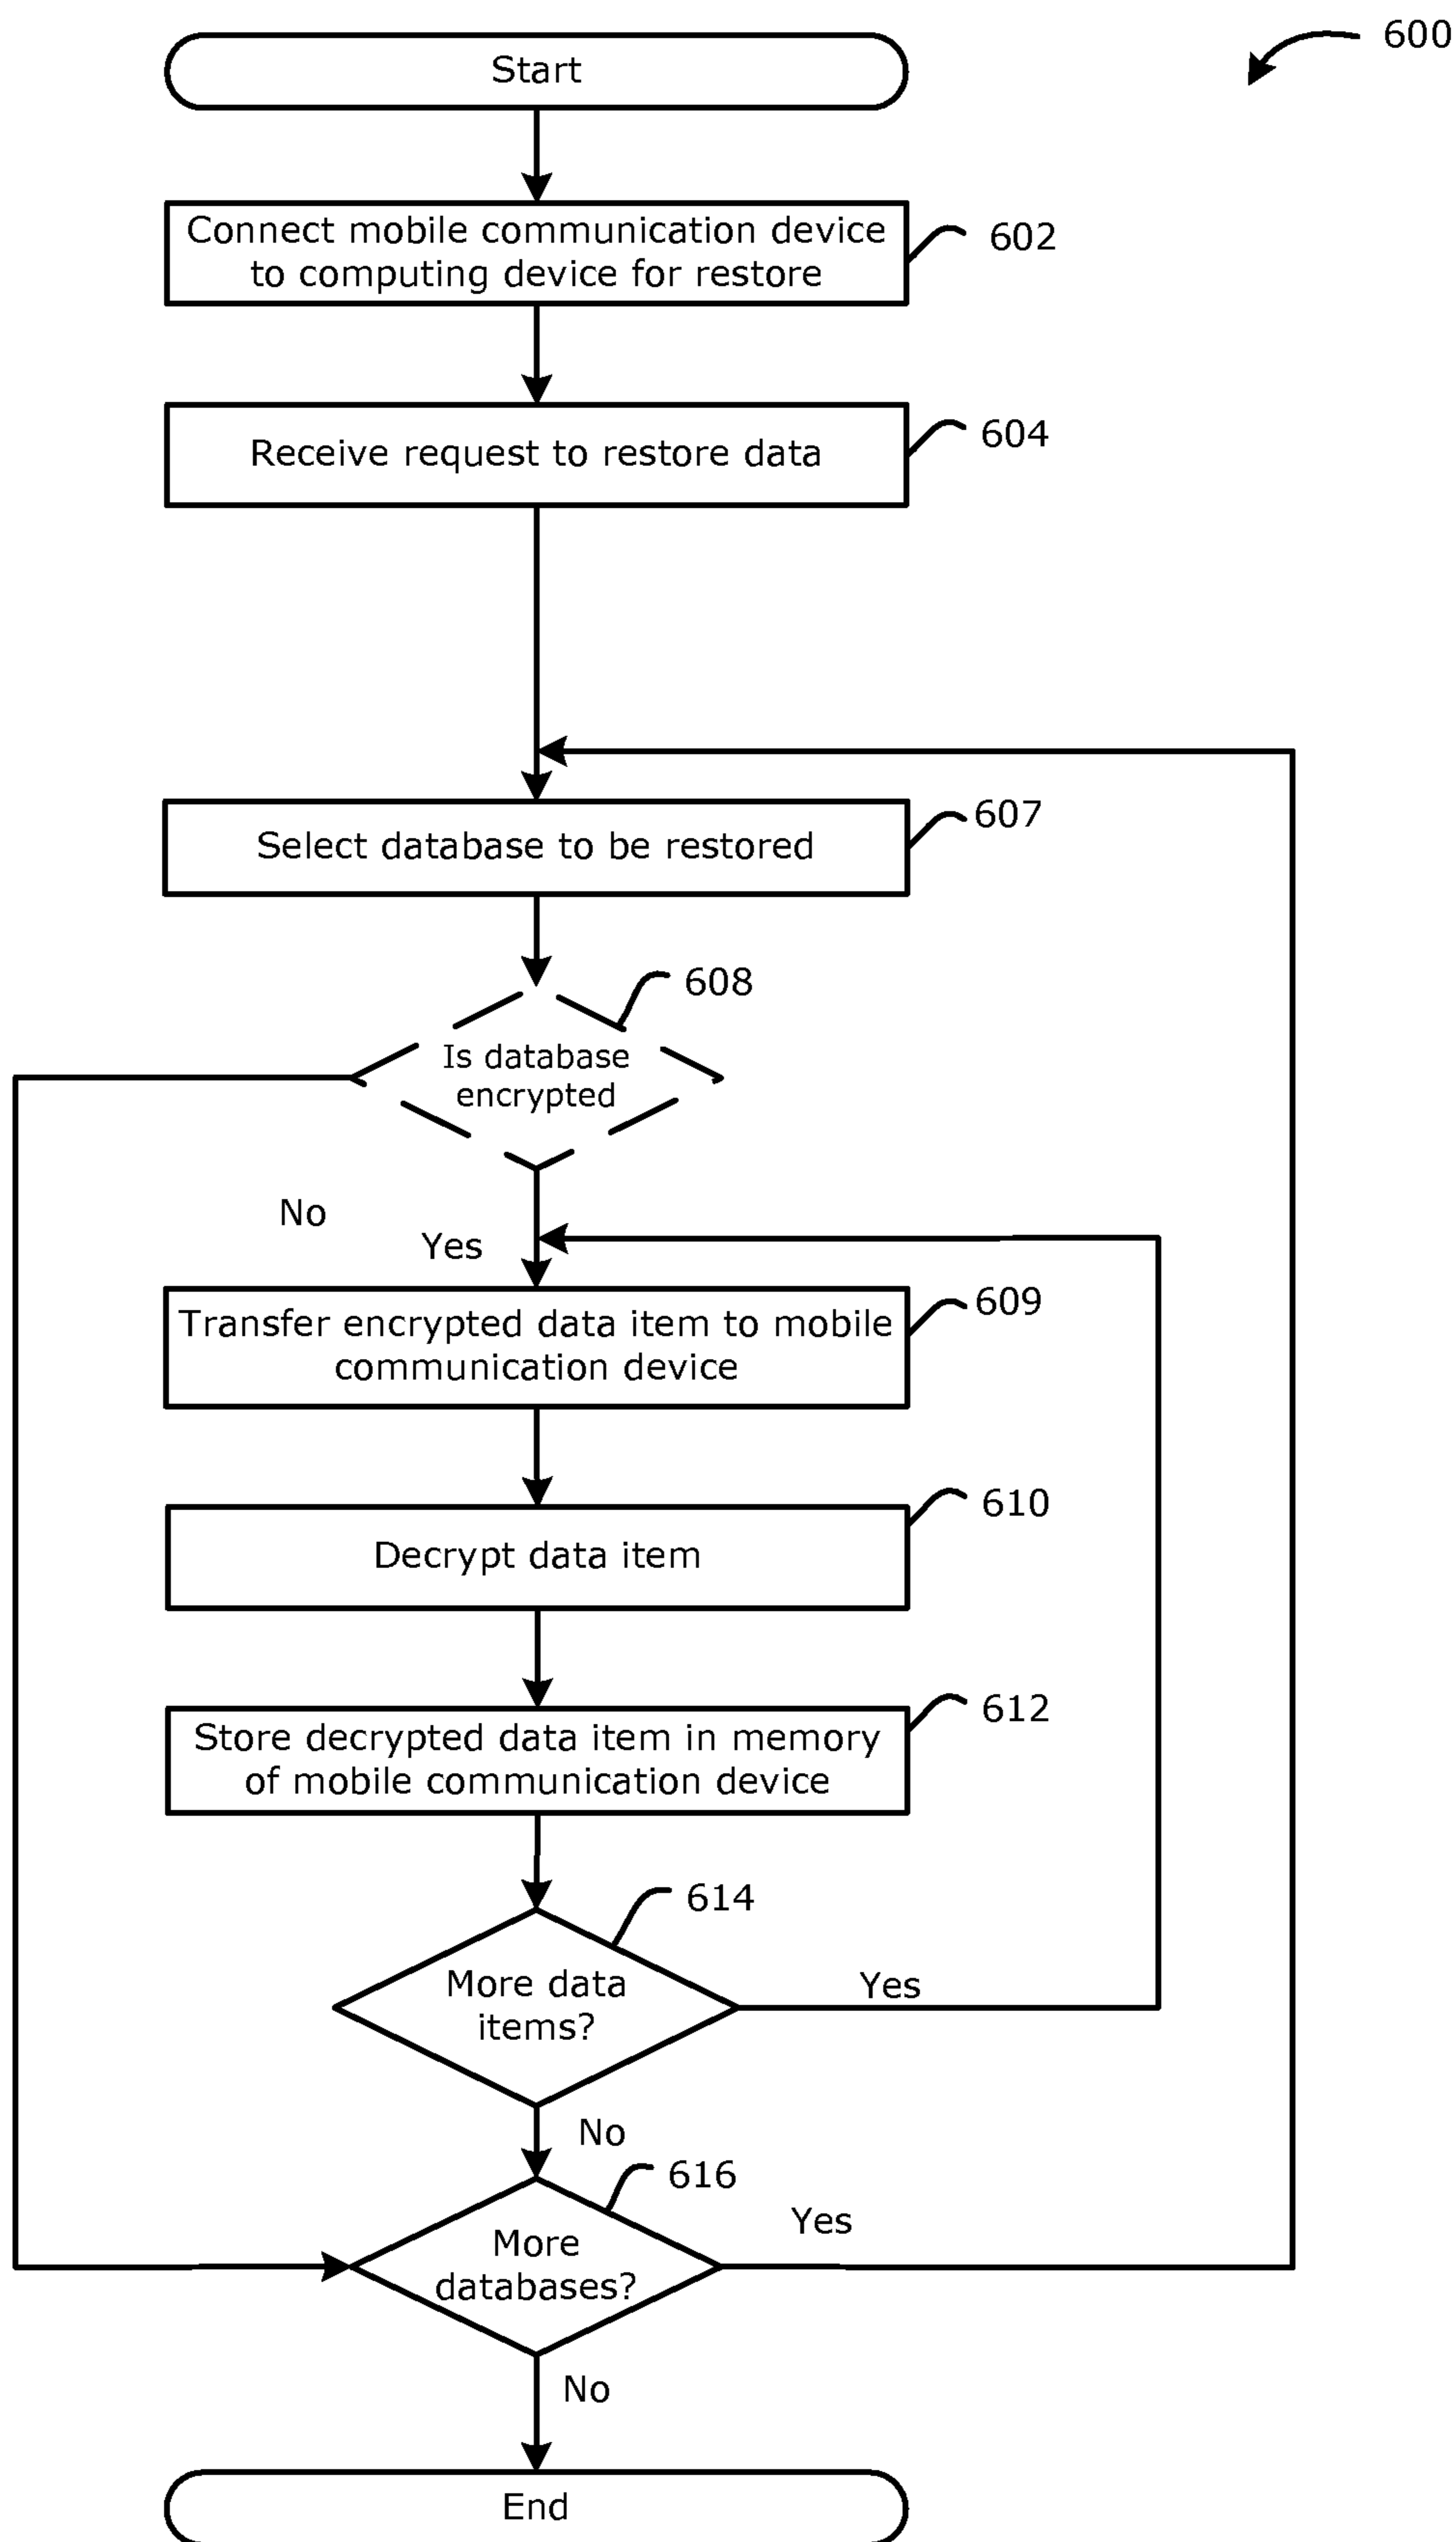 600
Start
Connect mobile communication device
to computing device for restore
602
Receive request to restore data
604
Select database to be restored
607
608
Is database
encrypted
No
Yes
Transfer encrypted data item to mobile
communication device
609
Decrypt data item
610
Store decrypted data item in memory
of mobile communication device
612
614
More data
items?
Yes
No
616
More
databases?
Yes
No
End